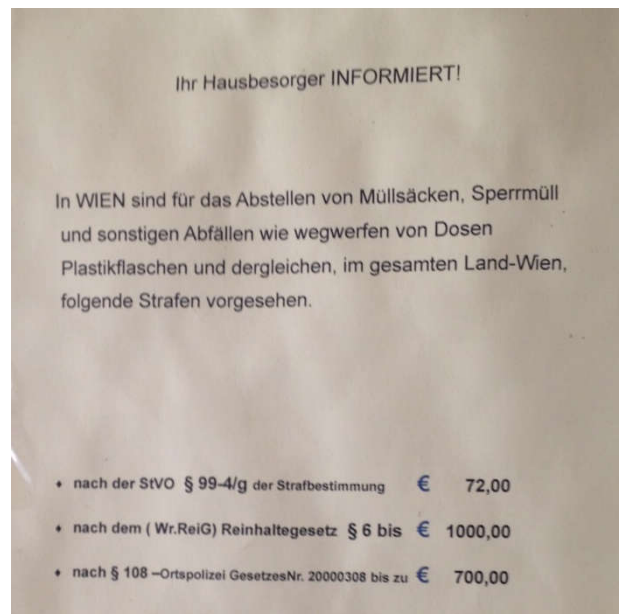 Ihr Hausbesorger INFORMIERT!
In WIEN sind für das Abstellen von Müllsäcken, Sperrmüll
und sonstigen Abfällen wie wegwerfen von Dosen
Plastikflaschen und dergleichen, im gesamten Land-Wien,
folgende Strafen vorgesehen.
• nach der StVO § 99-4/g der Strafbestimmung € 72,00
• nach dem ( Wr.ReiG) Reinhaltegesetz § 6 bis € 1000,00
• nach § 108 –Ortspolizei GesetzesNr. 20000308 bis zu € 700,00